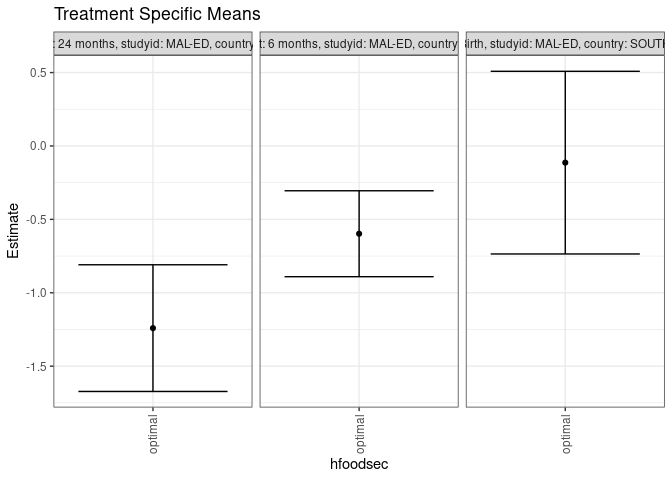 Treatment Specific Means
: 24 months, studyid: MAL-ED, country
t: 6 months, studyid: MAL-ED, country
Birth, studyid: MAL-ED, country: SOUTH
Estimate
0.5
0.0
-0.5
-1.0
-1.5
optimal
optimal
optimal
hfoodsec